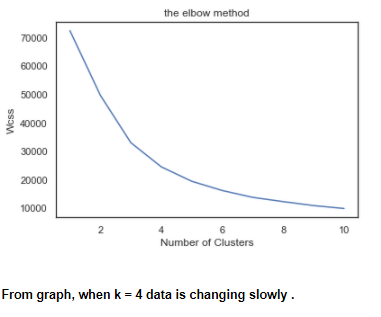 the elbow method
70000
60000
50000
40000
30000
20000
10000
Wcss
2 4 6 8 10
Number of Clusters
From graph, when k = 4 data is changing slowly .